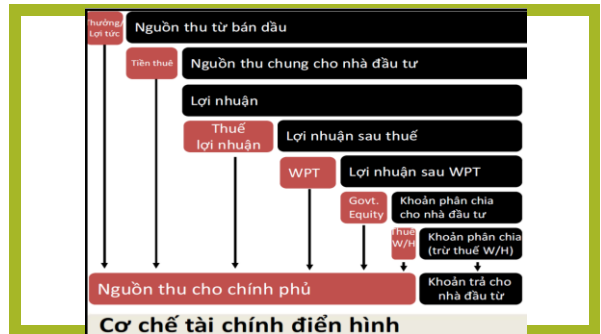 Thưởng/
Lợi tức
Nguồn thu từ bán dầu
Tiền thuê
Nguồn thu chung cho nhà đầu tư
Lợi nhuận
Thuế
lợi nhuận
Lợi nhuận sau thuế
WPT
Lợi nhuận sau WPT
Govt.
Equity
Khoản phân chia
cho nhà đầu tư
Thuế
W/H
Khoản phân chia
(trừ thuế W/H)
Nguồn thu cho chính phủ
Khoản trả cho
nhà đầu từ
Cơ chế tài chính điển hình